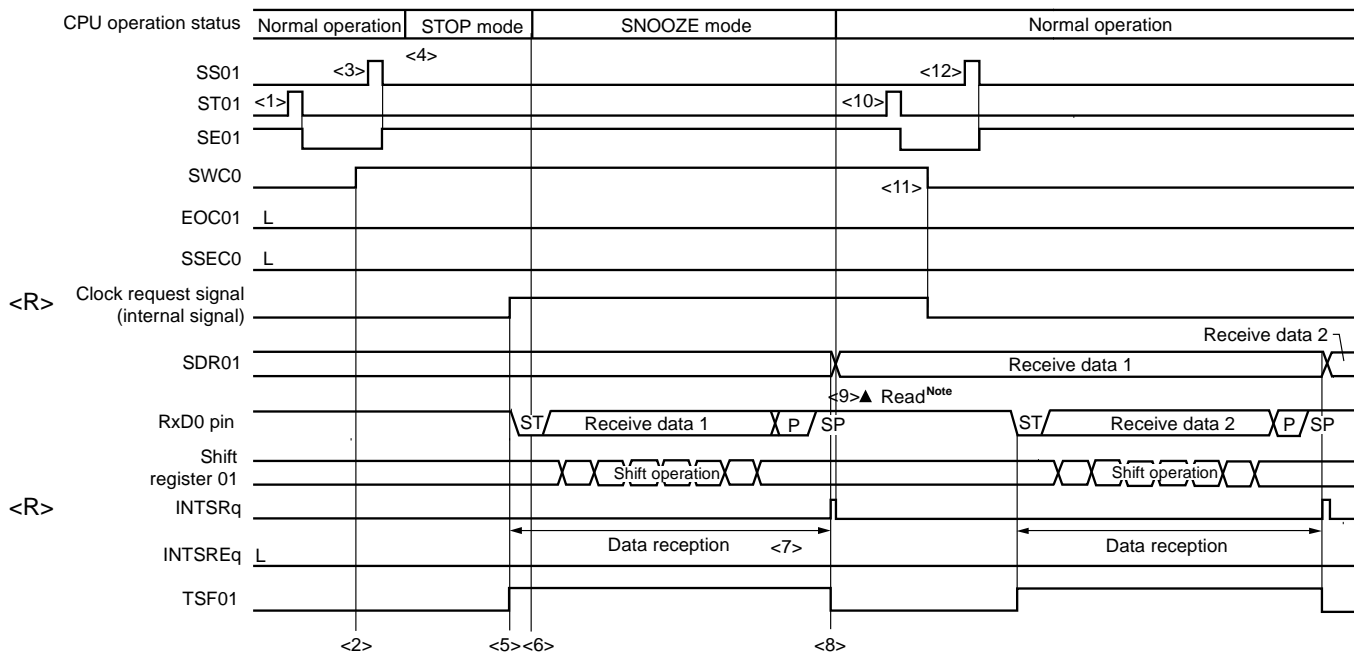 CPU operation status Normal operation STOP mode SNOOZE mode Normal operation
<4>
SS01 <3> <12>
ST01 <1> <10>
SE01
SWC0 <11>
EOC01 L
SSEC0 L
<R> Clock request signal
(internal signal)
Receive data 2
SDR01 Receive data 1
<9>▲ Read Note
RxD0 pin ST Receive data 1 P SP ST Receive data 2 P SP
Shift
register 01 Shift operation Shift operation
<R> INTSRq
Data reception <7> Data reception
INTSREq L
TSF01
<2> <5> <6> <8>